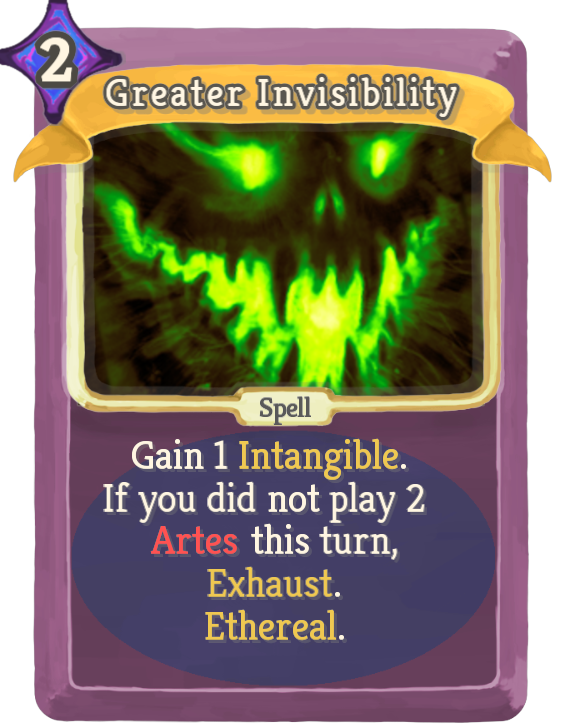 2
Greater Invisibility
Spell
Gain 1 Intangible.
If you did not play 2
Artes this turn,
Exhaust.
Ethereal.